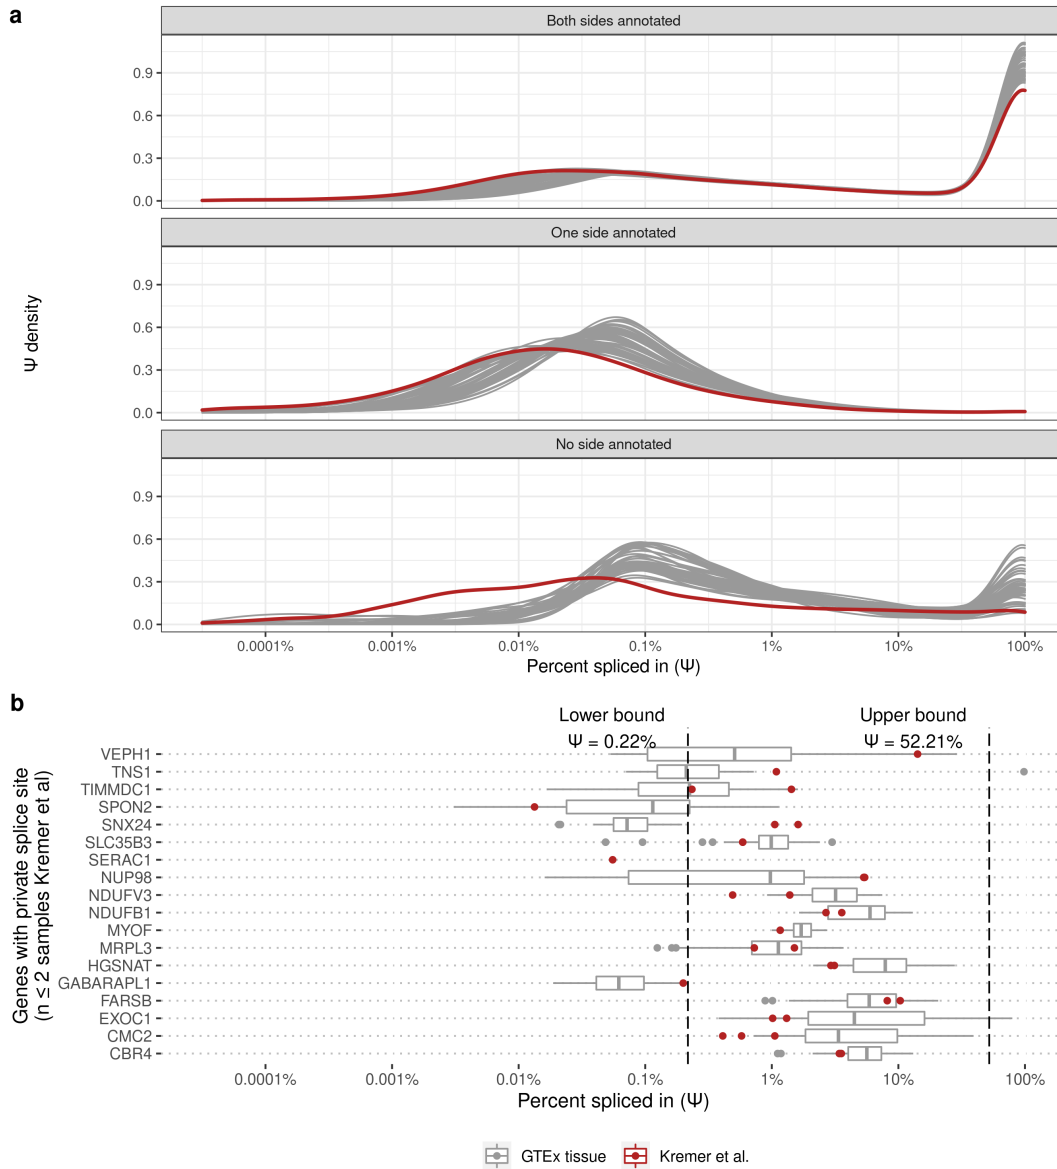 a
Both sides annotated
0.9
0.6
0.3
0.0
One side annotated
0.9
0.6
0.3
0.0
Ψ density
No side annotated
0.9
0.6
0.3
0.0
0.0001% 0.001% 0.01% 0.1% 1% 10% 100%
Percent spliced in (Ψ)
b
Lower bound
Ψ = 0.22%
Upper bound
Ψ = 52.21%
Genes with private splice site
(n ≤ 2 samples Kremer et al)
VEPH1
TNS1
TIMMDC1
SPON2
SNX24
SLC35B3
SERAC1
NUP98
NDUFV3
NDUFB1
MYOF
MRPL3
HGSNAT
GABARAPL1
FARSB
EXOC1
CMC2
CBR4
0.0001% 0.001% 0.01% 0.1% 1% 10% 100%
Percent spliced in (Ψ)
GTEx tissue Kremer et al.